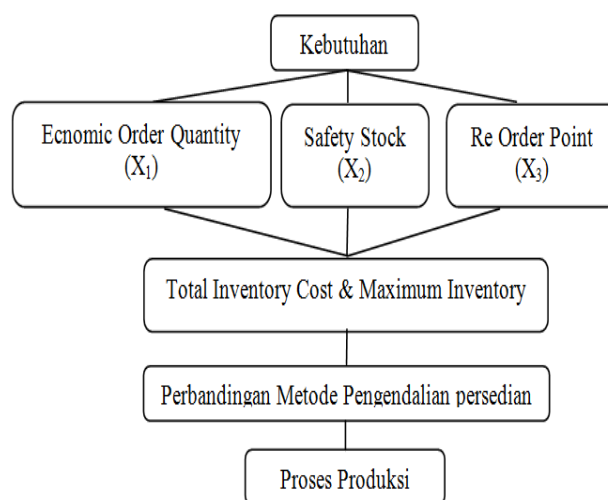 Kebutuhan
Ecnomic Order Quantity
(X₁)
Safety Stock
(X₂)
Re Order Point
(X₃)
Total Inventory Cost & Maximum Inventory
Perbandingan Metode Pengendalian persedian
Proses Produksi